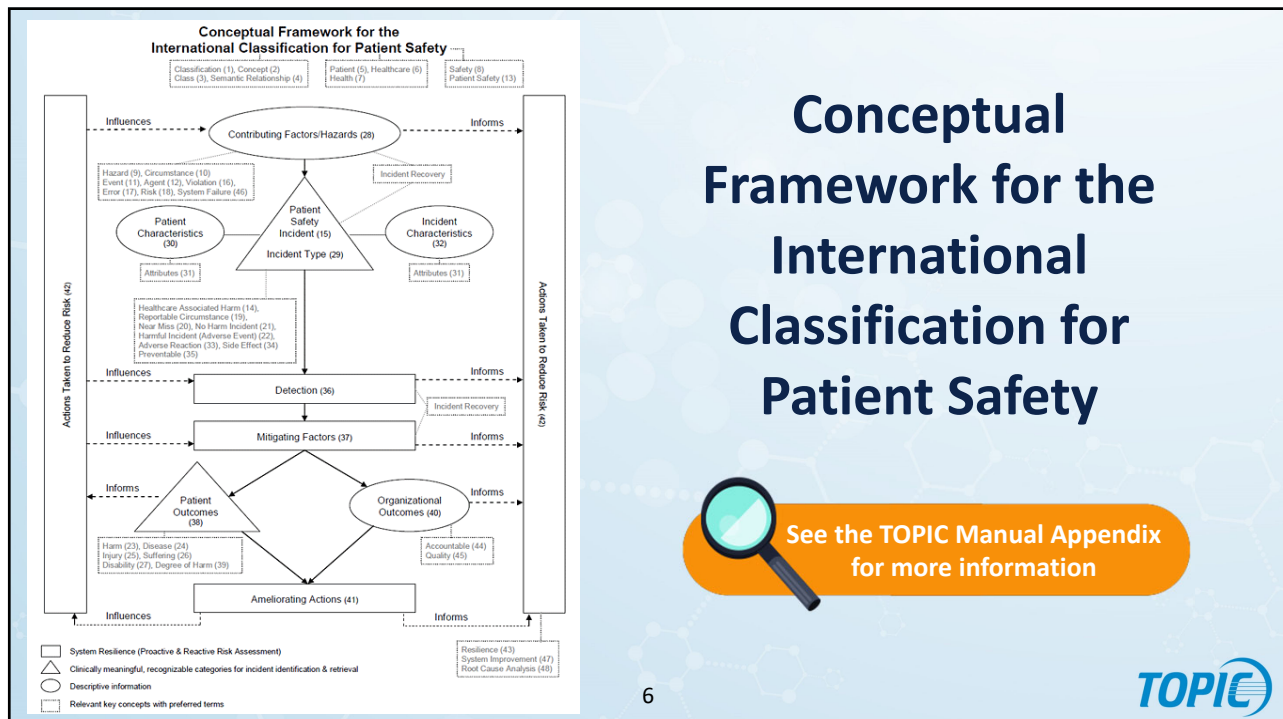 Conceptual Framework for the
International Classification for Patient Safety
Classification (1), Concept (2)
Class (3), Semantic Relationship (4)
Patient (5), Healthcare (6)
Health (7)
Safety (8)
Patient Safety (13)
Influences
Contributing Factors/Hazards (28)
Informs
Hazard (9), Circumstance (10)
Event (11), Agent (12), Violation (16),
Error (17), Risk (18), System Failure (46)
Incident Recovery
Patient
Characteristics
(30)
Patient
Safety
Incident (15)
Incident Type (29)
Incident
Characteristics
(32)
Attributes (31)
Attributes (31)
Actions Taken to Reduce Risk (42)
Actions Taken to Reduce Risk (42)
Healthcare Associated Harm (14),
Reportable Circumstance (19),
Near Miss (20), No Harm Incident (21),
Harmful Incident (Adverse Event) (22),
Adverse Reaction (33), Side Effect (34)
Preventable (35)
Influences
Detection (36)
Informs
Incident Recovery
Influences
Mitigating Factors (37)
Informs
Informs
Patient
Outcomes
(38)
Organizational
Outcomes (40)
Informs
Harm (23), Disease (24)
Injury (25), Suffering (26)
Disability (27), Degree of Harm (39)
Accountable (44)
Quality (45)
Ameliorating Actions (41)
Influences
Informs
Resilience (43)
System Improvement (47)
Root Cause Analysis (48)
System Resilience (Proactive & Reactive Risk Assessment)
Clinically meaningful, recognizable categories for incident identification & retrieval
Descriptive information
Relevant key concepts with preferred terms
Conceptual
Framework for the
International
Classification for
Patient Safety
See the TOPIC Manual Appendix
for more information
6
TOPIC